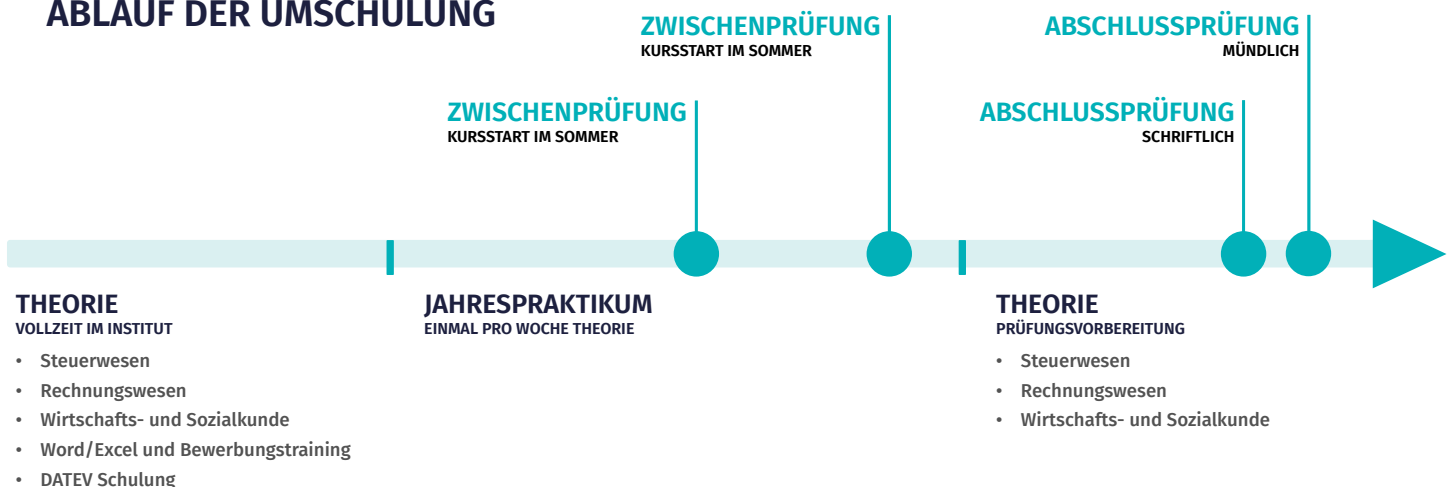 ABLAUF DER UMSCHULUNG
ZWISCHENPRÜFUNG
KURSSTART IM SOMMER
ABSCHLUSSPRÜFUNG
MÜNDLICH
ZWISCHENPRÜFUNG
KURSSTART IM SOMMER
ABSCHLUSSPRÜFUNG
SCHRIFTLICH
THEORIE
VOLLZEIT IM INSTITUT
• Steuerwesen
• Rechnungswesen
• Wirtschafts- und Sozialkunde
• Word/Excel und Bewerbungstraining
• DATEV Schulung
JAHRESPRAKTIKUM
EINMAL PRO WOCHE THEORIE
THEORIE
PRÜFUNGSVORBEREITUNG
• Steuerwesen
• Rechnungswesen
• Wirtschafts- und Sozialkunde